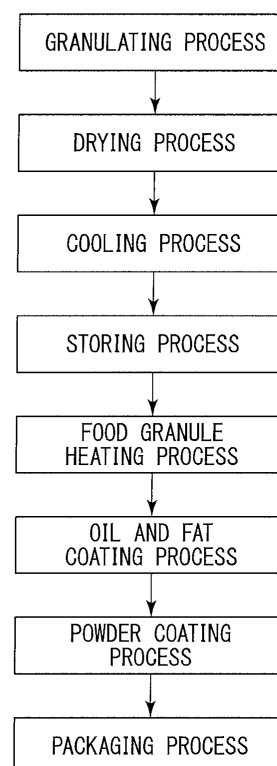 GRANULATING PROCESS
DRYING PROCESS
COOLING PROCESS
STORING PROCESS
FOOD GRANULE
HEATING PROCESS
OIL AND FAT
COATING PROCESS
POWDER COATING
PROCESS
PACKAGING PROCESS